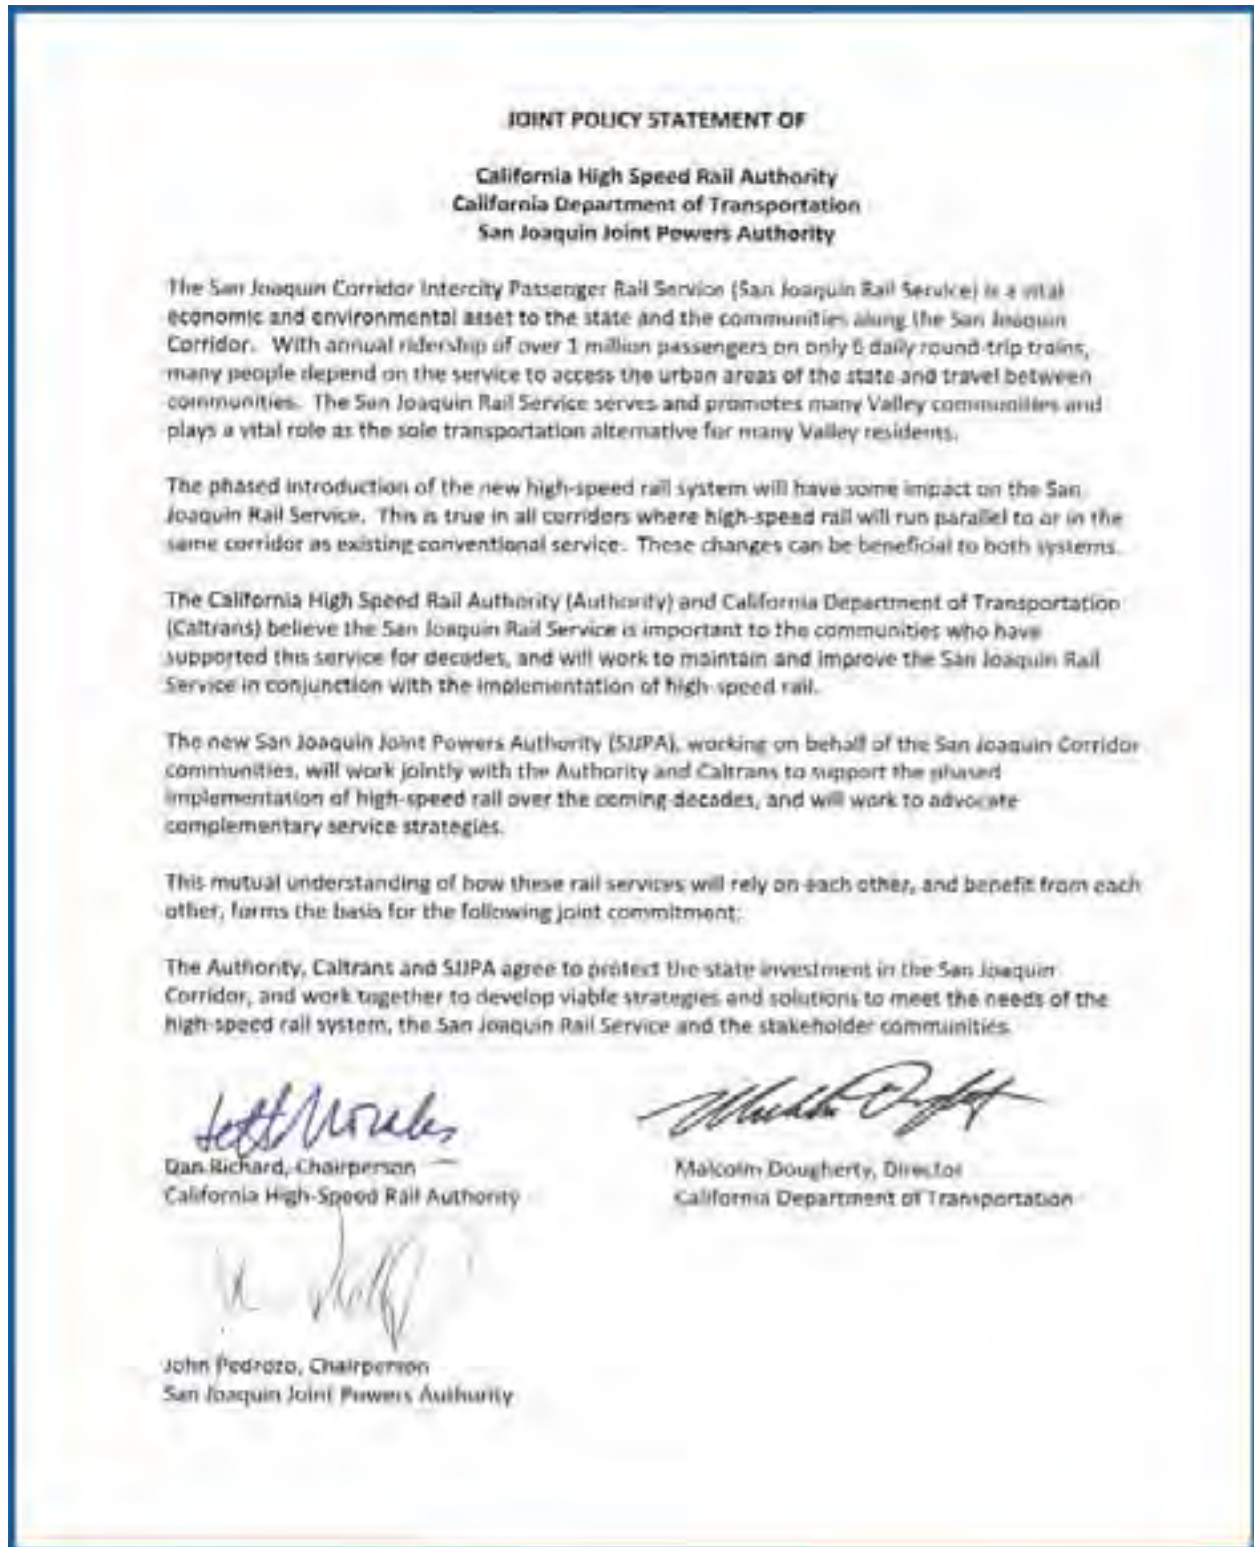 JOINT POLICY STATEMENT OF
California High Speed Rail Authority
California Department of Transportation
San Joaquin Joint Powers Authority
The San Joaquin Corridor Intercity Passenger Rail Service (San Joaquin Rail Service) is a vital
economic and environmental asset to the state and the communities along the San Joaquin
Corridor. With annual ridership of over 1 million passengers on only 6 daily round-trip trains,
many people depend on the service to access the urban areas of the state and travel between
communities. The San Joaquin Rail Service serves and promotes many Valley communities and
plays a vital role as the sole transportation alternative for many Valley residents.
The phased introduction of the new high-speed rail system will have some impact on the San
Joaquin Rail Service. This is true in all corridors where high-speed rail will run parallel to or in the
same corridor as existing conventional service. These changes can be beneficial to both systems.
The California High Speed Rail Authority (Authority) and California Department of Transportation
(Caltrans) believe the San Joaquin Rail Service is important to the communities who have
supported this service for decades, and will work to maintain and improve the San Joaquin Rail
Service in conjunction with the implementation of high-speed rail.
The new San Joaquin Joint Powers Authority (SJJPA), working on behalf of the San Joaquin Corridor
communities, will work jointly with the Authority and Caltrans to support the phased
implementation of high-speed rail over the coming decades, and will work to advocate
complementary service strategies.
This mutual understanding of how these rail services will rely on each other, and benefit from each
other, forms the basis for the following joint commitment:
The Authority, Caltrans and SJJPA agree to protect the state investment in the San Joaquin
Corridor, and work together to develop viable strategies and solutions to meet the needs of the
high-speed rail system, the San Joaquin Rail Service and the stakeholder communities.
Dan Richard, Chairperson
California High-Speed Rail Authority
Malcolm Dougherty, Director
California Department of Transportation
John Pedrozo, Chairperson
San Joaquin Joint Powers Authority